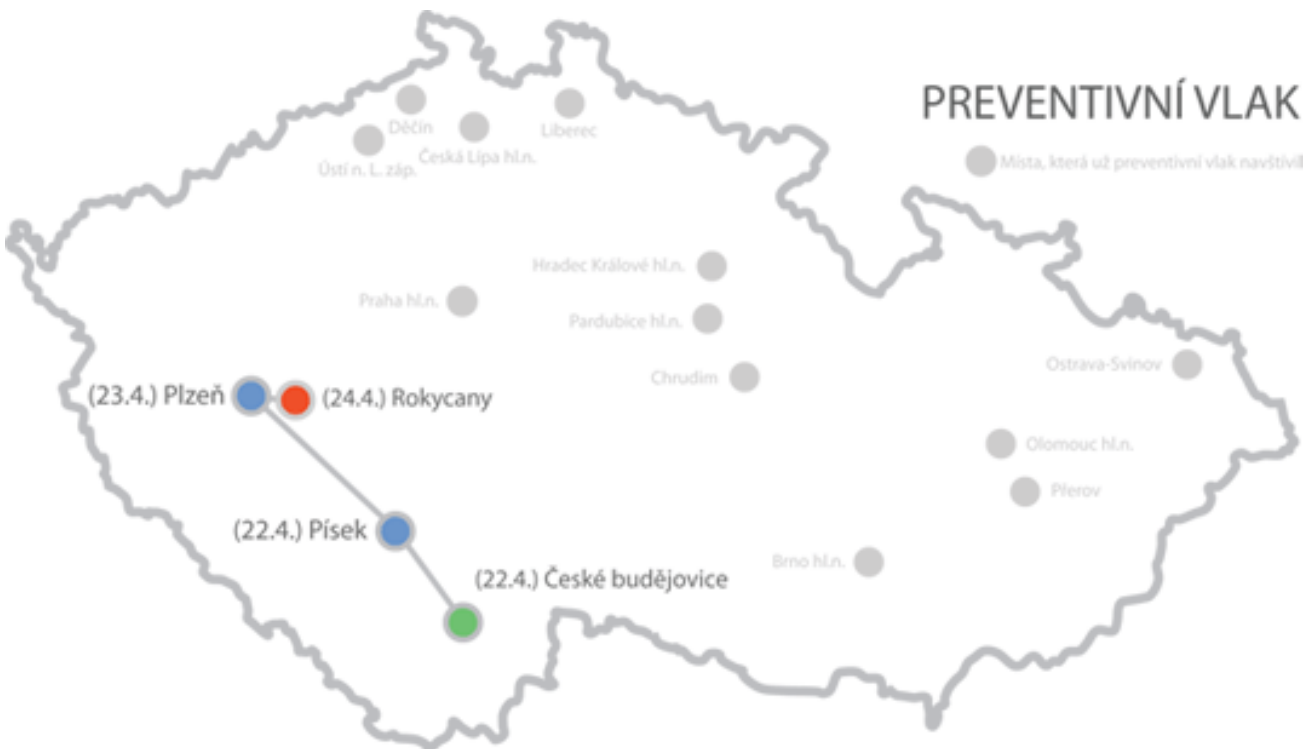 PREVENTIVNÍ VLAK
Místa, která už preventivní vlak navštívil
Děčín
Liberec
Česká Lípa hl.n.
Ústí n. L. záp.
Hradec Králové hl.n.
Praha hl.n.
Pardubice hl.n.
Ostrava-Svinov
Chrudim
(23.4.) Plzeň
(24.4.) Rokycany
Olomouc hl.n.
Přerov
(22.4.) Písek
Brno hl.n.
(22.4.) České budějovice